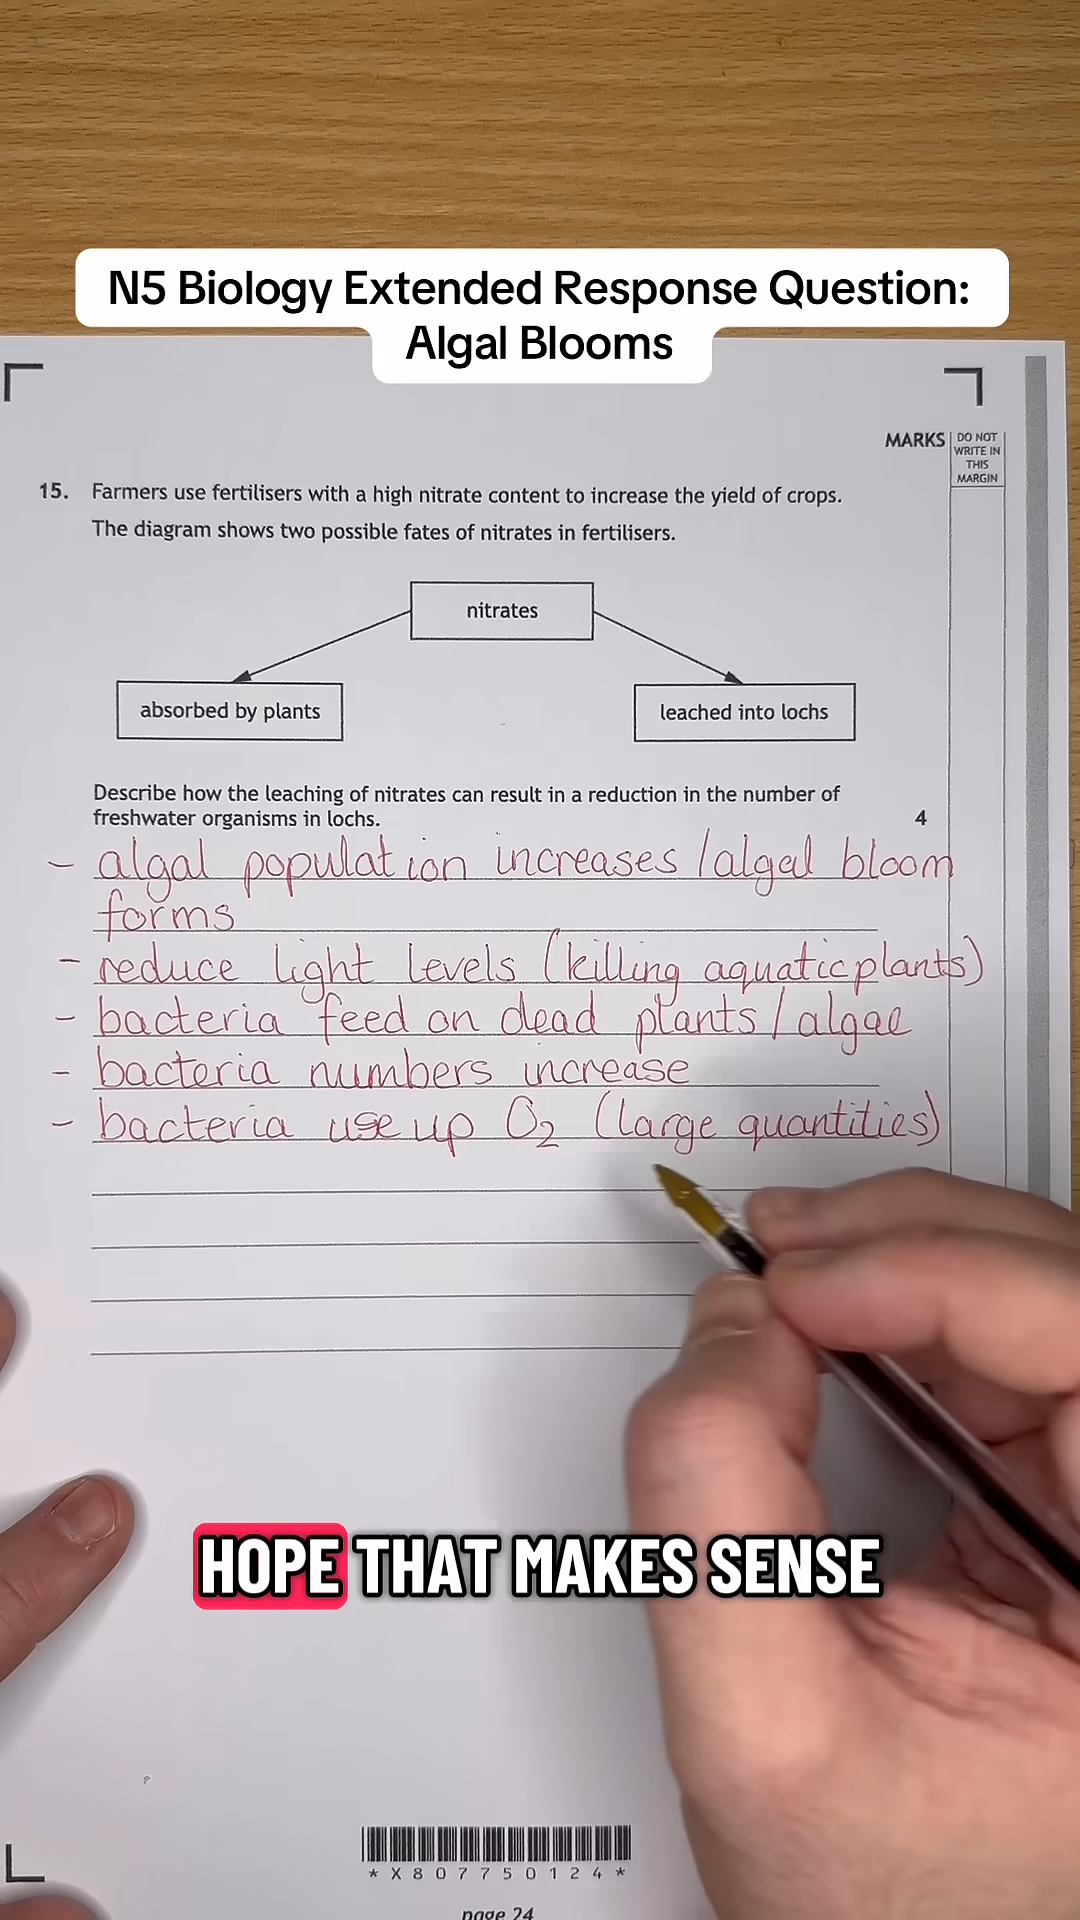 N5 Biology Extended Response Question:
Algal Blooms
MARKS
DO NOT
WRITE IN
THIS
MARGIN
15. Farmers use fertilisers with a high nitrate content to increase the yield of crops.
The diagram shows two possible fates of nitrates in fertilisers.
nitrates
absorbed by plants
leached into lochs
Describe how the leaching of nitrates can result in a reduction in the number of
freshwater organisms in lochs.
4
- algal population increases / algal bloom
forms
- reduce light levels (killing aquatic plants)
- bacteria feed on dead plants / algae
- bacteria numbers increase
- bacteria use up O2 (large quantities)
HOPE THAT MAKES SENSE
* X 8 0 7 7 5 0 1 2 4 *
page 24